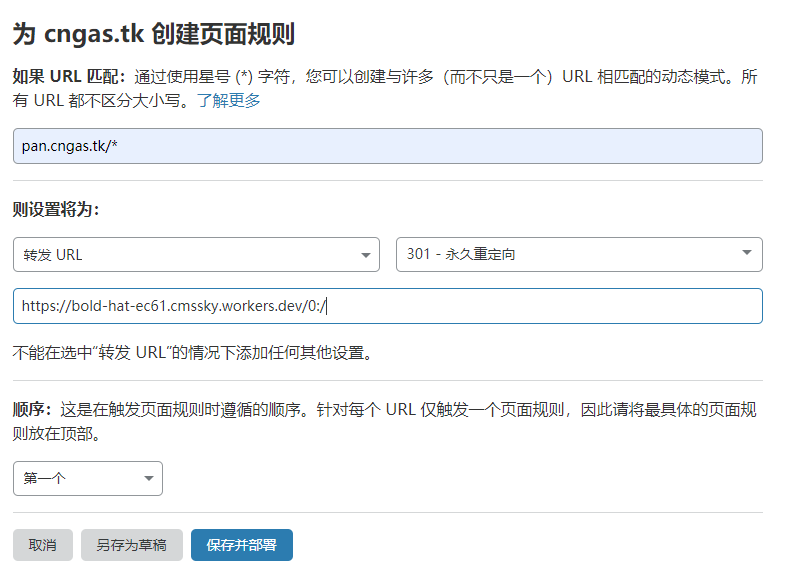 为 cngas.tk 创建页面规则
如果 URL 匹配：通过使用星号 (*) 字符，您可以创建与许多（而不只是一个）URL 相匹配的动态模式。所
有 URL 都不区分大小写。了解更多
pan.cngas.tk/*
则设置将为：
转发 URL
301 - 永久重定向
https://bold-hat-ec61.cmssky.workers.dev/0:/
不能在选中“转发 URL”的情况下添加任何其他设置。
顺序：这是在触发页面规则时遵循的顺序。针对每个 URL 仅触发一个页面规则，因此请将最具体的页面规
则放在顶部。
第一个
取消
另存为草稿
保存并部署